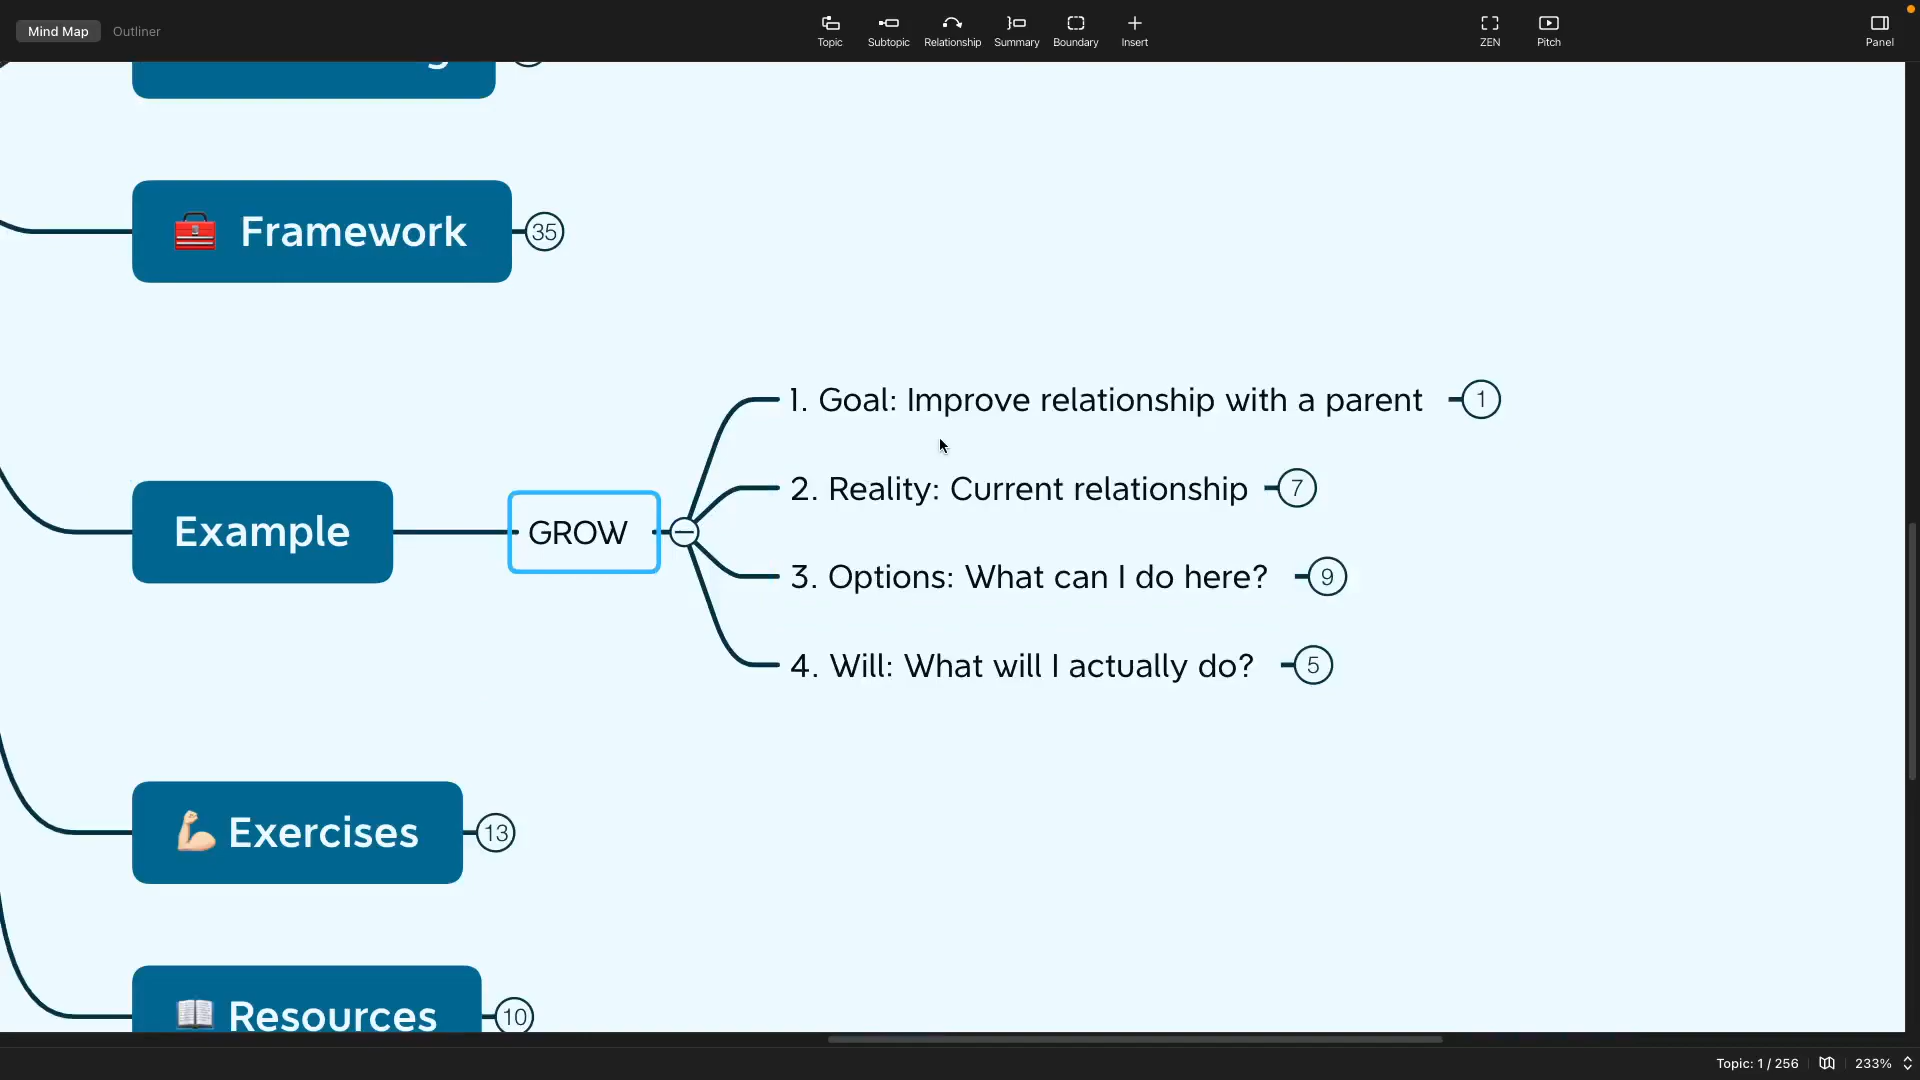 Mind Map
Outliner
Topic
Subtopic
Relationship
Summary
Boundary
Insert
ZEN
Pitch
Panel
Framework
35
1. Goal: Improve relationship with a parent
1
2. Reality: Current relationship
7
Example
GROW
3. Options: What can I do here?
9
4. Will: What will I actually do?
5
Exercises
13
Resources
10
Topic: 1 / 256
233%